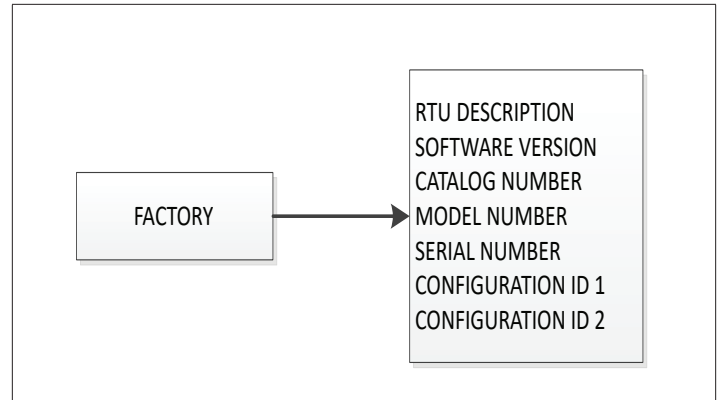 FACTORY
RTU DESCRIPTION
SOFTWARE VERSION
CATALOG NUMBER
MODEL NUMBER
SERIAL NUMBER
CONFIGURATION ID 1
CONFIGURATION ID 2